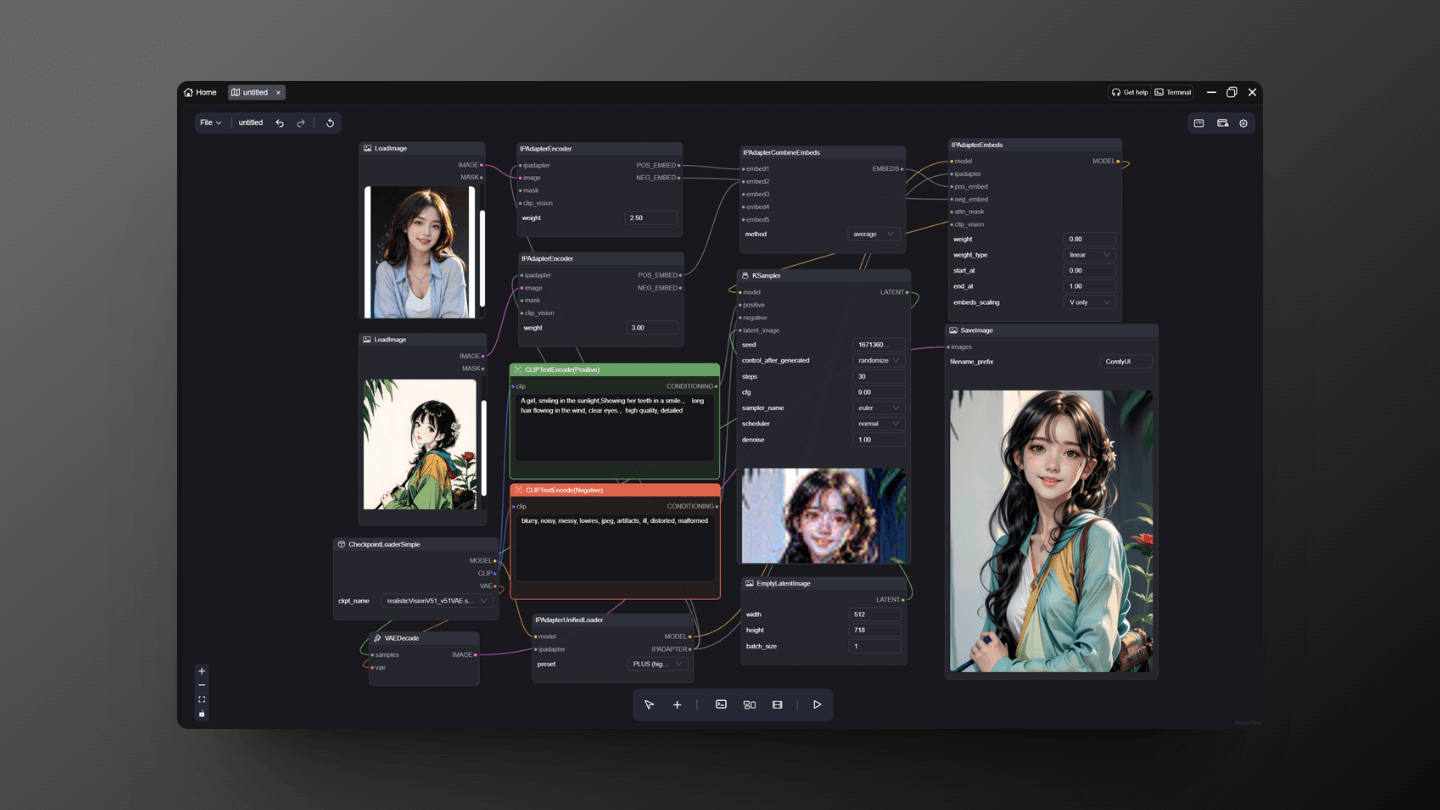 Home
untitled
Get help
Terminal
File
untitled
LoadImage
IMAGE
MASK
LoadImage
IMAGE
MASK
CheckpointLoaderSimple
MODEL
CLIP
VAE
ckpt_name
realisticVisionV51_v51VAE.s...
VAEDecode
samples
IMAGE
vae
IPAdapterEncoder
ipadapter
POS_EMBED
image
NEG_EMBED
mask
clip_vision
weight
2.50
IPAdapterEncoder
ipadapter
POS_EMBED
image
NEG_EMBED
mask
clip_vision
weight
3.00
CLIPTextEncode(Positive)
clip
CONDITIONING
A girl, smiling in the sunlight,Showing her teeth in a smile., long
hair flowing in the wind, clear eyes., high quality, detailed
CLIPTextEncode(Negative)
clip
CONDITIONING
blurry, noisy, messy, lowres, jpeg, artifacts, ill, distorted, malformed
IPAdapterUnifiedLoader
model
MODEL
ipadapter
IPADAPTER
preset
PLUS (hig...
IPAdapterCombineEmbeds
embed1
EMBEDS
embed2
embed3
embed4
embed5
method
average
KSampler
model
LATENT
positive
negative
latent_image
seed
1671360...
control_after_generated
randomize
steps
30
cfg
9.00
sampler_name
euler
scheduler
normal
denoise
1.00
EmptyLatentImage
LATENT
width
512
height
718
batch_size
1
IPAdapterEmbeds
model
MODEL
ipadapter
pos_embed
neg_embed
attn_mask
clip_vision
weight
0.80
weight_type
linear
start_at
0.00
end_at
1.00
embeds_scaling
V only
SaveImage
images
filename_prefix
ComfyUI